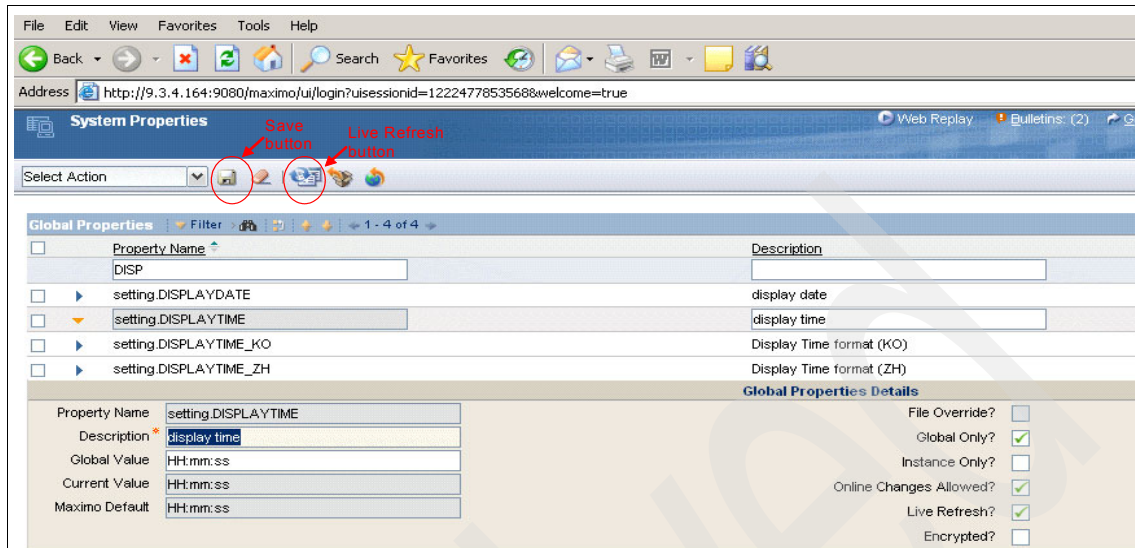 File Edit View Favorites Tools Help
Back Search Favorites
Address http://9.3.4.164:9080/maximo/ui/login?uisessionid=1222477853568&welcome=true
System Properties Save button Live Refresh button Web Replay Bulletins: (2) G
Select Action
Global Properties Filter 1 - 4 of 4
Property Name Description
DISP
setting.DISPLAYDATE display date
setting.DISPLAYTIME display time
setting.DISPLAYTIME_KO Display Time format (KO)
setting.DISPLAYTIME_ZH Display Time format (ZH)
Global Properties Details
Property Name setting.DISPLAYTIME File Override?
Description * display time Global Only?
Global Value HH:mm:ss Instance Only?
Current Value HH:mm:ss Online Changes Allowed?
Maximo Default HH:mm:ss Live Refresh?
Encrypted?